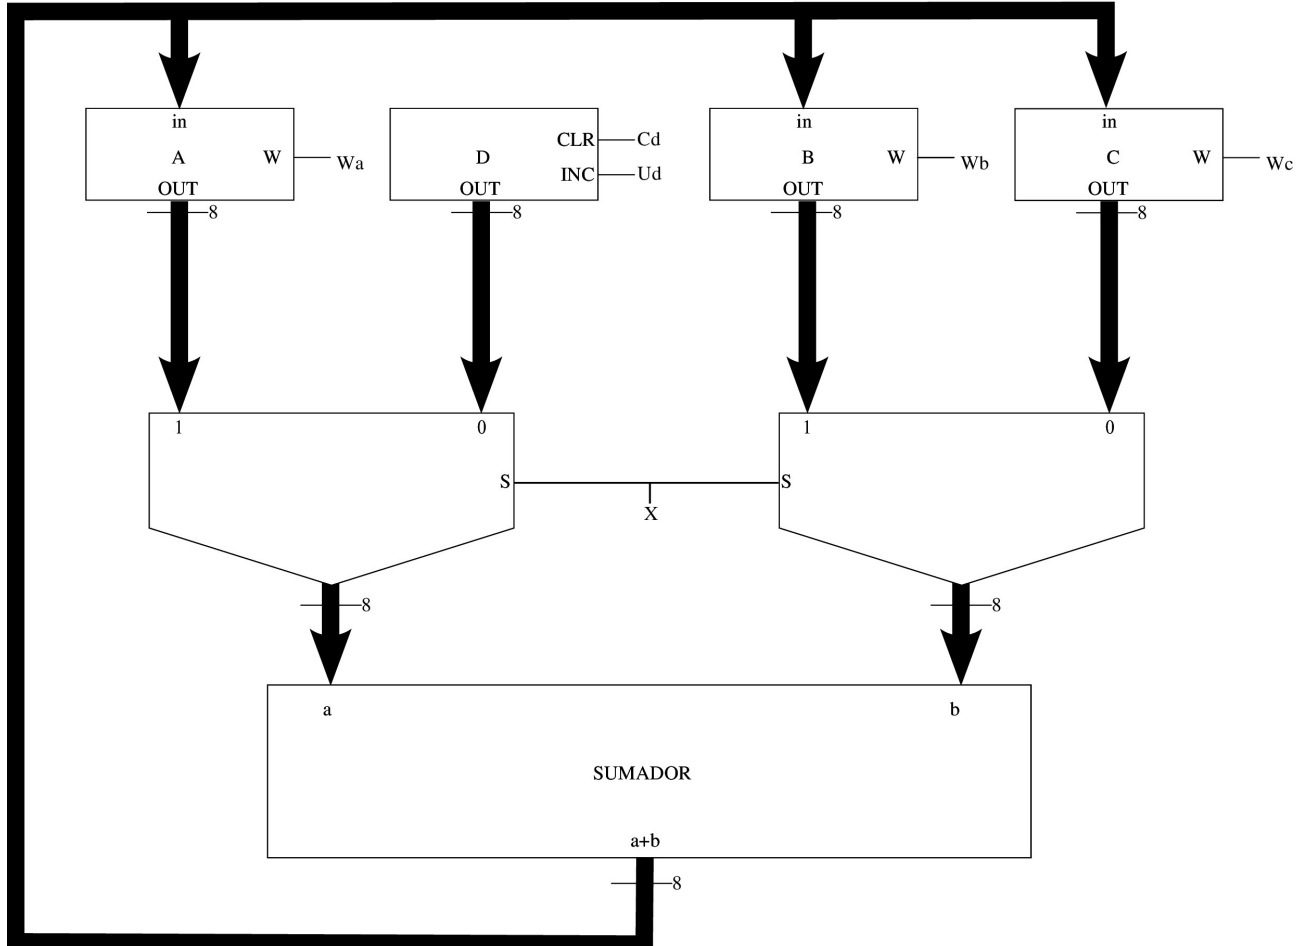 in in in
A W Wa D CLR Cd B W Wb C W Wc
INC Ud
OUT OUT OUT OUT
8 8 8 8
1 0 1 0
S S
X
8 8
a b
SUMADOR
a+b
8